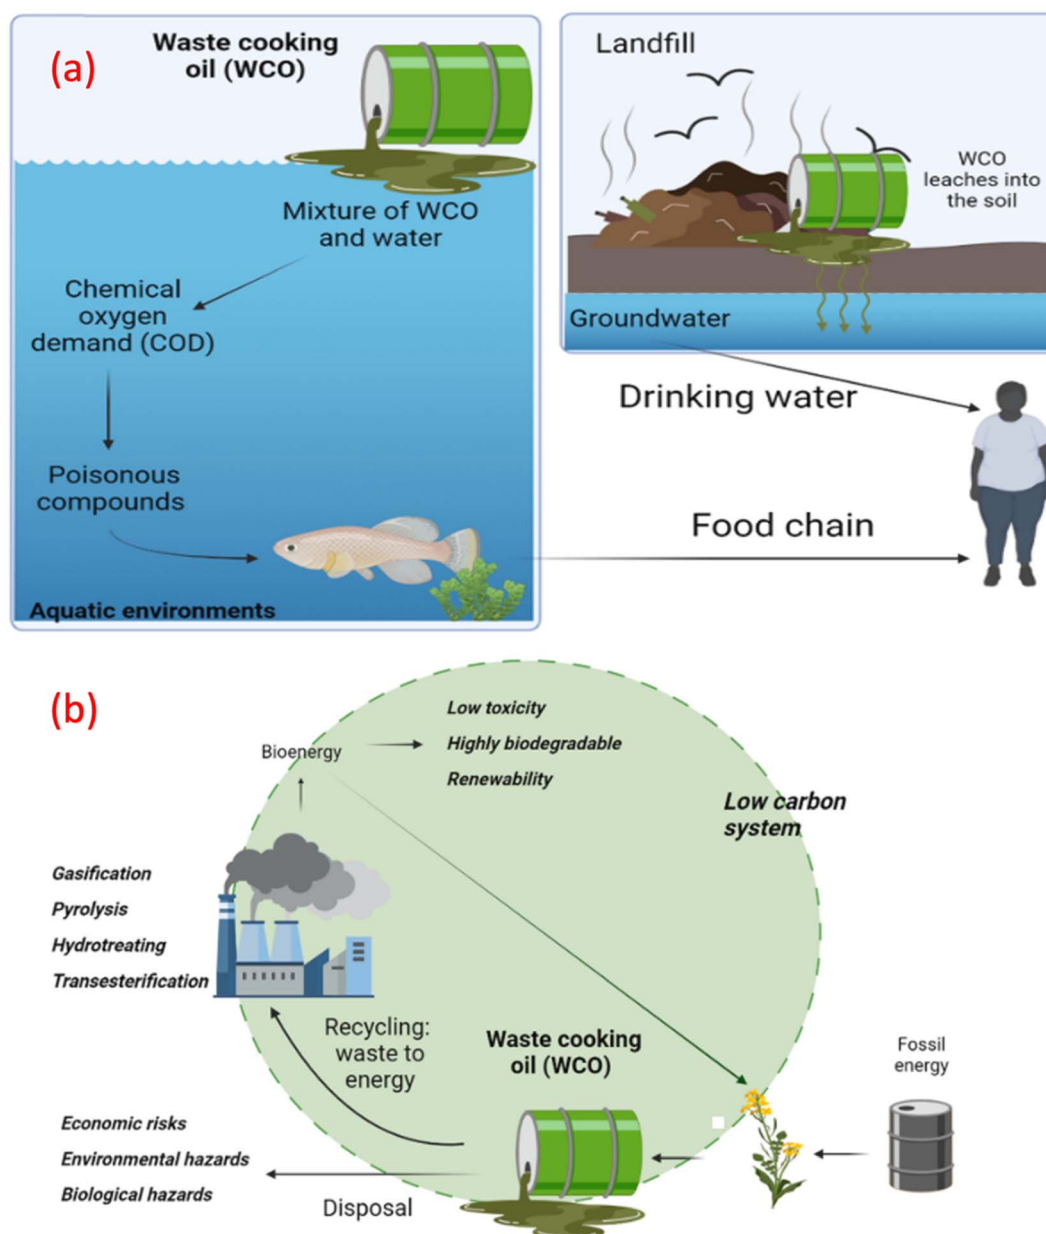 (a)
Waste cooking
oil (WCO)
Mixture of WCO
and water
Chemical
oxygen
demand (COD)
Poisonous
compounds
Aquatic environments
Landfill
WCO
leaches into
the soil
Groundwater
Drinking water
Food chain
(b)
Low toxicity
Highly biodegradable
Renewability
Bioenergy
Low carbon
system
Gasification
Pyrolysis
Hydrotreating
Transesterification
Recycling:
waste to
energy
Waste cooking
oil (WCO)
Fossil
energy
Economic risks
Environmental hazards
Biological hazards
Disposal